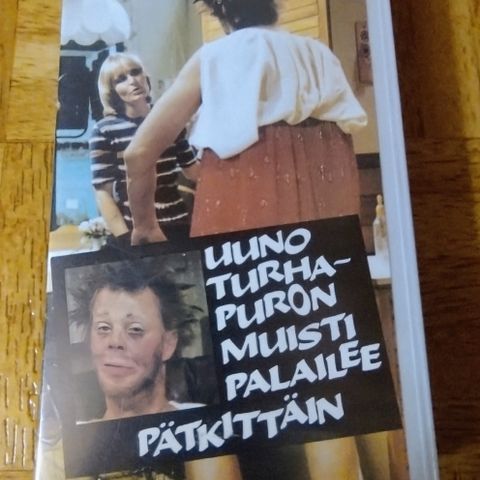 UUNO
TURHA-
PURON
MUISTI
PALAILEE
PÄTKITTÄIN